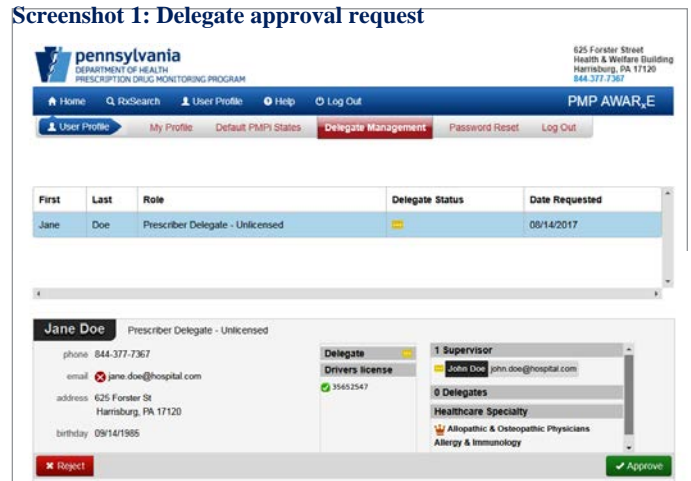 Screenshot 1: Delegate approval request
pennsylvania
DEPARTMENT OF HEALTH
PRESCRIPTION DRUG MONITORING PROGRAM
625 Forster Street
Health & Welfare Building
Harrisburg, PA 17120
844-377-7367
Home RxSearch User Profile Help Log Out PMP AWARxE
User Profile My Profile Default PMPi States Delegate Management Password Reset Log Out
First Last Role Delegate Status Date Requested
Jane Doe Prescriber Delegate - Unlicensed 08/14/2017
Jane Doe Prescriber Delegate - Unlicensed
phone 844-377-7367
email jane.doe@hospital.com
address 625 Forster St
Harrisburg, PA 17120
birthday 09/14/1985
Delegate
Drivers license
35652547
1 Supervisor
John Doe john.doe@hospital.com
0 Delegates
Healthcare Specialty
Allopathic & Osteopathic Physicians
Allergy & Immunology
Reject
Approve